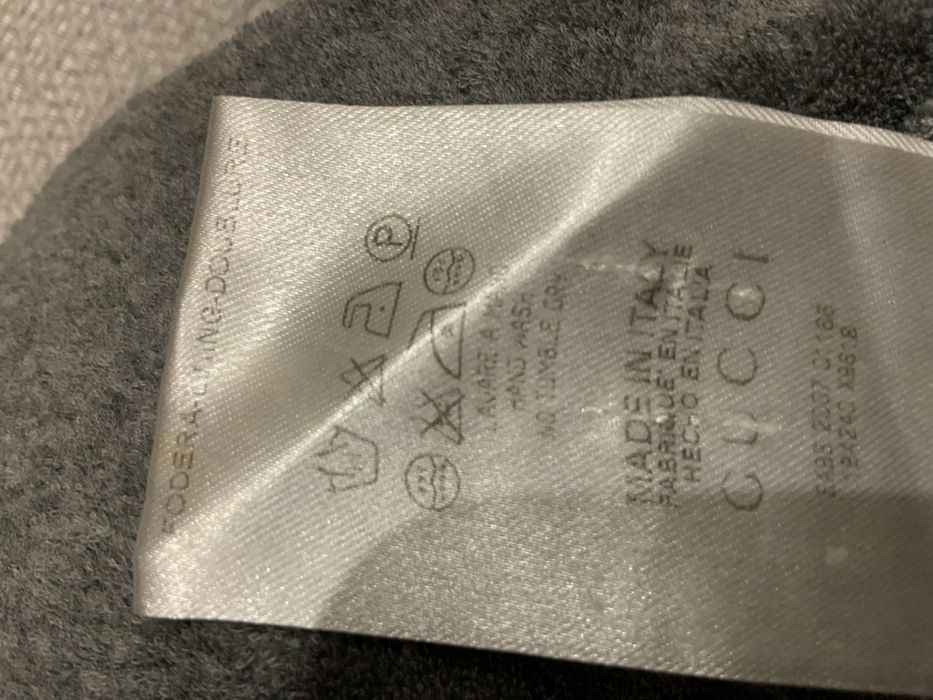 FODERA-LINING-DOUBLURE
P
LAVARE A MANO
HAND WASH
NO TUMBLE DRY
MADE IN ITALY
FABRIQUE' EN ITALIE
HECHO EN ITALIA
GUCCI